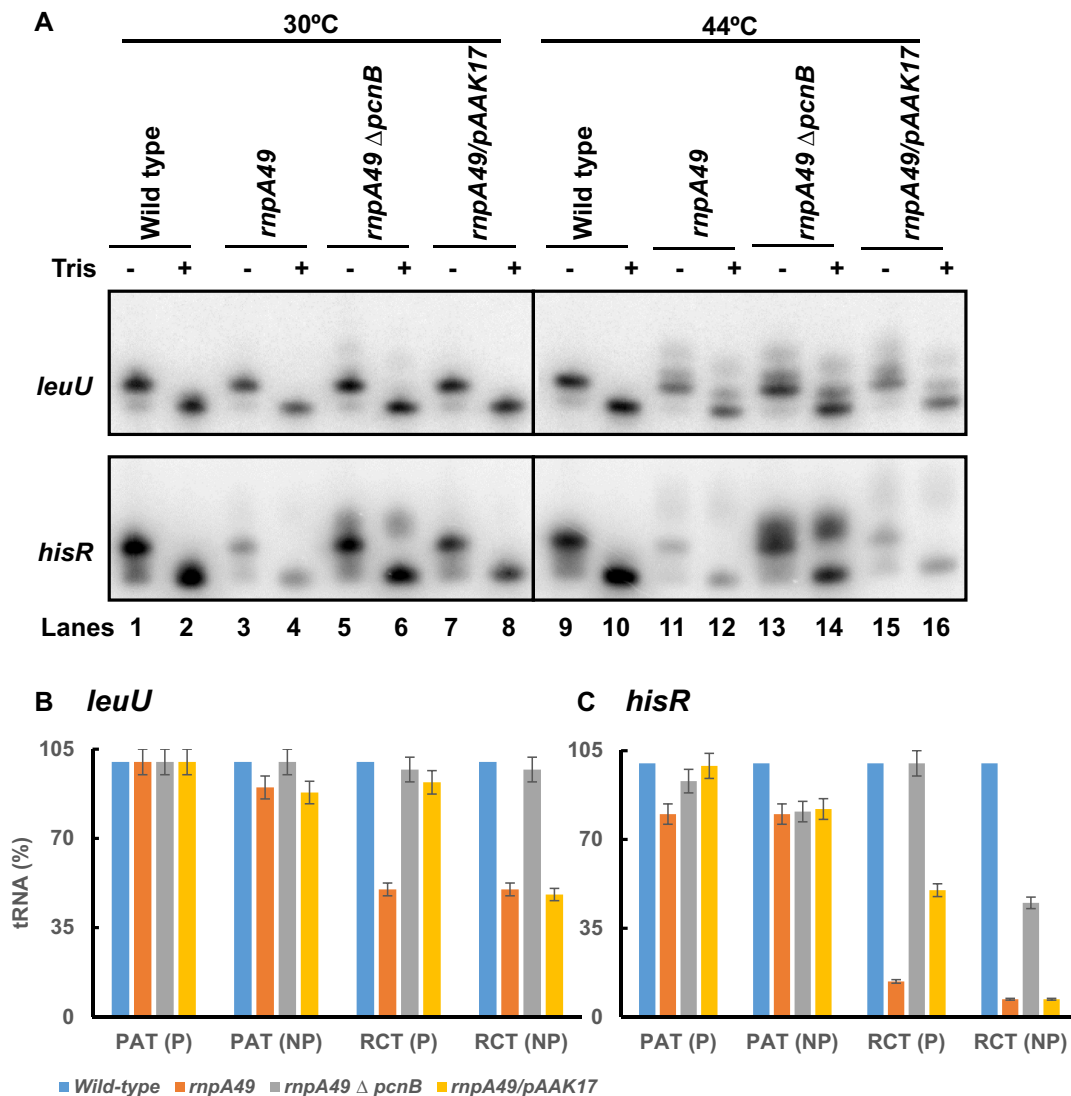 A
30ºC 44ºC
Wild type rnpA49 rnpA49 Δ pcnB rnpA49/pAAK17 Wild type rnpA49 rnpA49 Δ pcnB rnpA49/pAAK17
Tris - + - + - + - + - + - + - + - +
leuU
hisR
Lanes 1 2 3 4 5 6 7 8 9 10 11 12 13 14 15 16
B leuU
105
70
35
0
tRNA (%)
PAT (P) PAT (NP) RCT (P) RCT (NP)
C hisR
105
70
35
0
PAT (P) PAT (NP) RCT (P) RCT (NP)
Wild-type rnpA49 rnpA49 Δ pcnB rnpA49/pAAK17